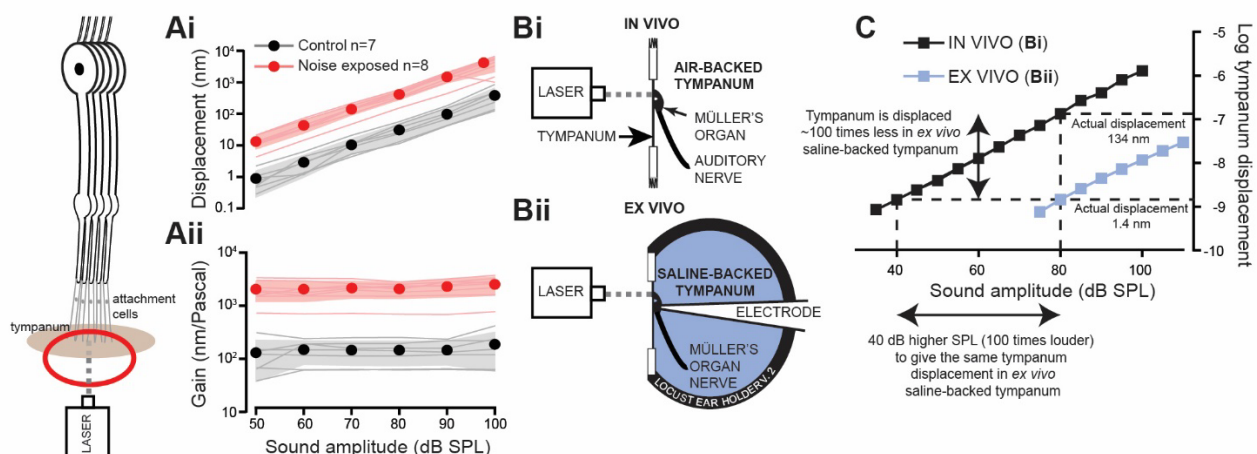 attachment
cells
tympanum
LASER
Ai
Control n=7
Noise exposed n=8
Displacement (nm)
10⁴
10³
10²
10
1
0.1
Aii
Gain (nm/Pascal)
10⁴
10³
10²
10
50 60 70 80 90 100
Sound amplitude (dB SPL)
Bi
IN VIVO
AIR-BACKED
TYMPANUM
LASER
MÜLLER'S
ORGAN
TYMPANUM
AUDITORY
NERVE
Bii
EX VIVO
SALINE-BACKED
TYMPANUM
LASER
ELECTRODE
MÜLLER'S
ORGAN
NERVE
LOCUST EAR HOLDER V. 2
C
IN VIVO (Bi)
EX VIVO (Bii)
Tympanum is displaced
~100 times less in ex vivo
saline-backed tympanum
Actual displacement
134 nm
Actual displacement
1.4 nm
-5
-6
-7
-8
-9
-10
Log tympanum displacement
40 60 80 100
Sound amplitude (dB SPL)
40 dB higher SPL (100 times louder)
to give the same tympanum
displacement in ex vivo
saline-backed tympanum